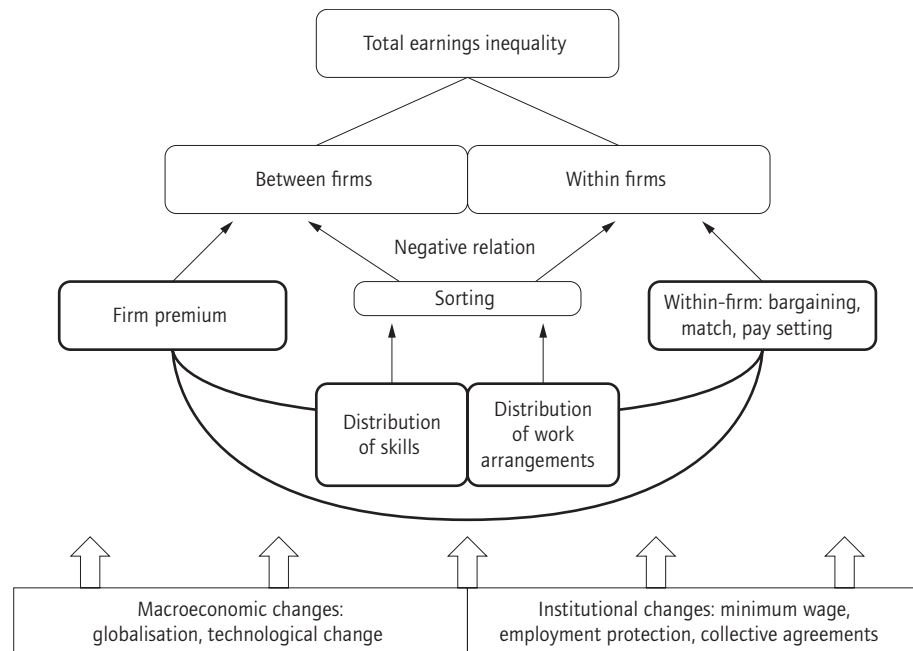 Total earnings inequality
Between firms
Within firms
Negative relation
Firm premium
Sorting
Within-firm: bargaining,
match, pay setting
Distribution
of skills
Distribution
of work
arrangements
Macroeconomic changes:
globalisation, technological change
Institutional changes: minimum wage,
employment protection, collective agreements